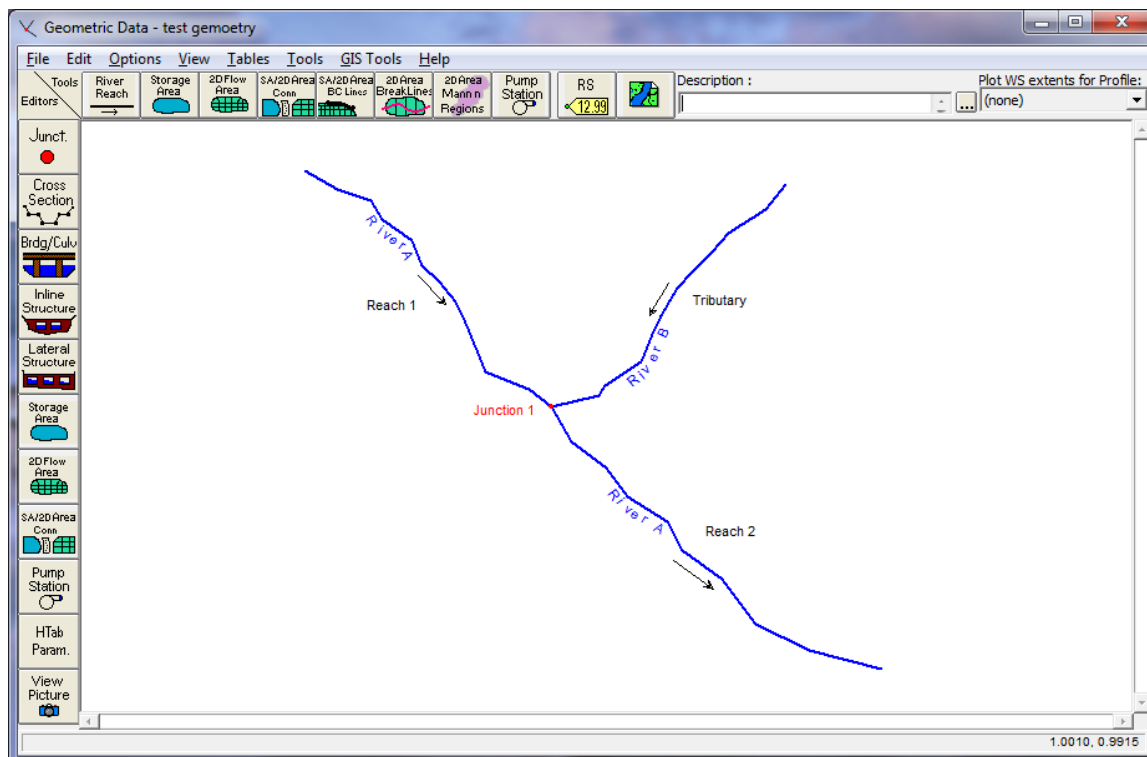 Geometric Data - test gemoetry
File Edit Options View Tables Tools GIS Tools Help
Tools
Editors
River
Reach
Storage
Area
2D Flow
Area
SA/2D Area
Conn
SA/2D Area
BC Lines
2D Area
BreakLines
2D Area
Mann n
Regions
Pump
Station
RS
12.99
Description :
...
Plot WS extents for Profile:
(none)
Junct.
Cross
Section
Brdg/Culv
Inline
Structure
Lateral
Structure
Storage
Area
2D Flow
Area
SA/2D Area
Conn
Pump
Station
HTab
Param.
View
Picture
River A
Reach 1
Tributary
River B
Junction 1
River A
Reach 2
1.0010, 0.9915